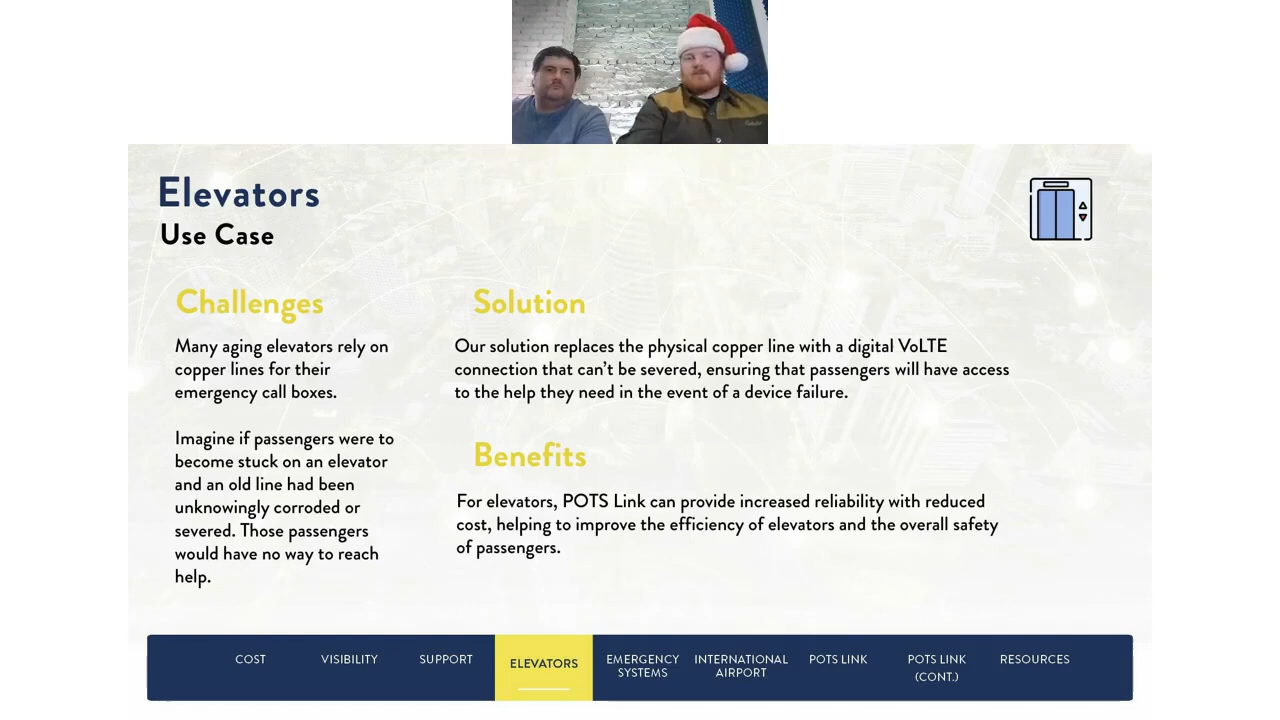 Elevators
Use Case
Challenges
Many aging elevators rely on
copper lines for their
emergency call boxes.
Imagine if passengers were to
become stuck on an elevator
and an old line had been
unknowingly corroded or
severed. Those passengers
would have no way to reach
help.
Solution
Our solution replaces the physical copper line with a digital VoLTE
connection that can’t be severed, ensuring that passengers will have access
to the help they need in the event of a device failure.
Benefits
For elevators, POTS Link can provide increased reliability with reduced
cost, helping to improve the efficiency of elevators and the overall safety
of passengers.
COST
VISIBILITY
SUPPORT
ELEVATORS
EMERGENCY
SYSTEMS
INTERNATIONAL
AIRPORT
POTS LINK
POTS LINK
(CONT.)
RESOURCES